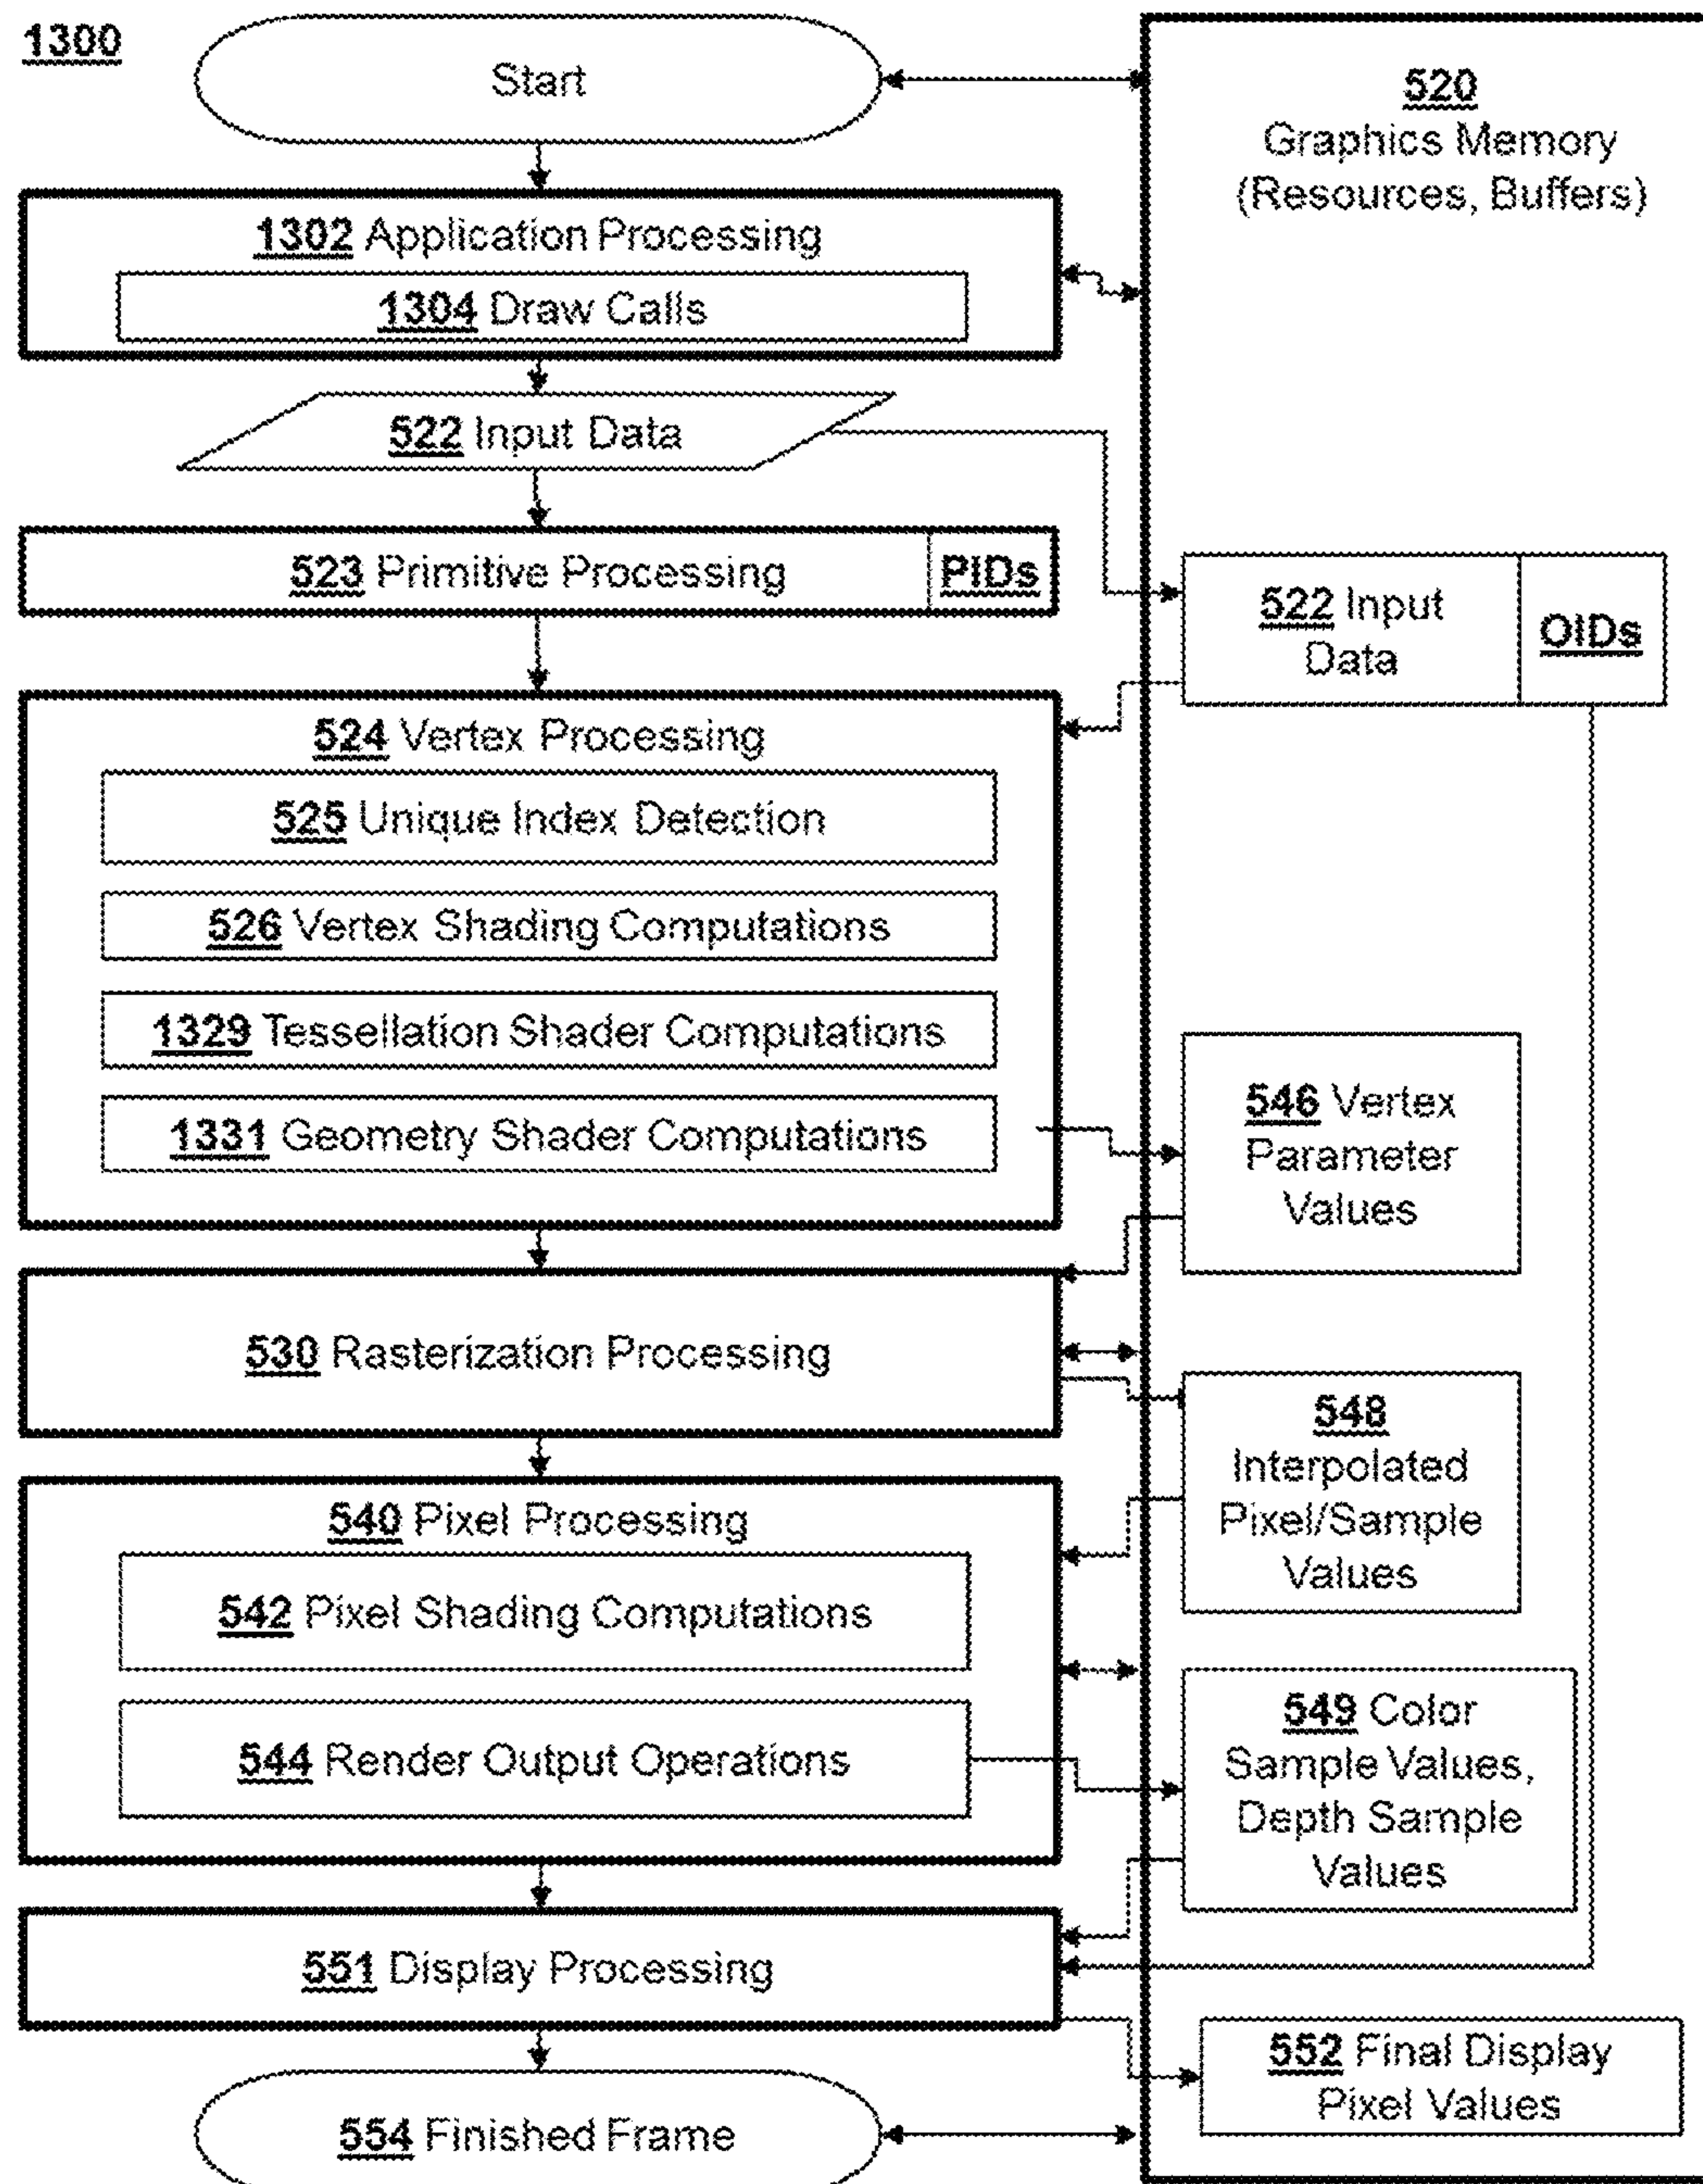 1300
Start
1302 Application Processing
1304 Draw Calls
522 Input Data
523 Primitive Processing
PIDs
524 Vertex Processing
525 Unique Index Detection
526 Vertex Shading Computations
1329 Tessellation Shader Computations
1331 Geometry Shader Computations
530 Rasterization Processing
540 Pixel Processing
542 Pixel Shading Computations
544 Render Output Operations
551 Display Processing
554 Finished Frame
520
Graphics Memory
(Resources, Buffers)
522 Input
Data
OIDs
546 Vertex
Parameter
Values
548
Interpolated
Pixel/Sample
Values
549 Color
Sample Values,
Depth Sample
Values
552 Final Display
Pixel Values